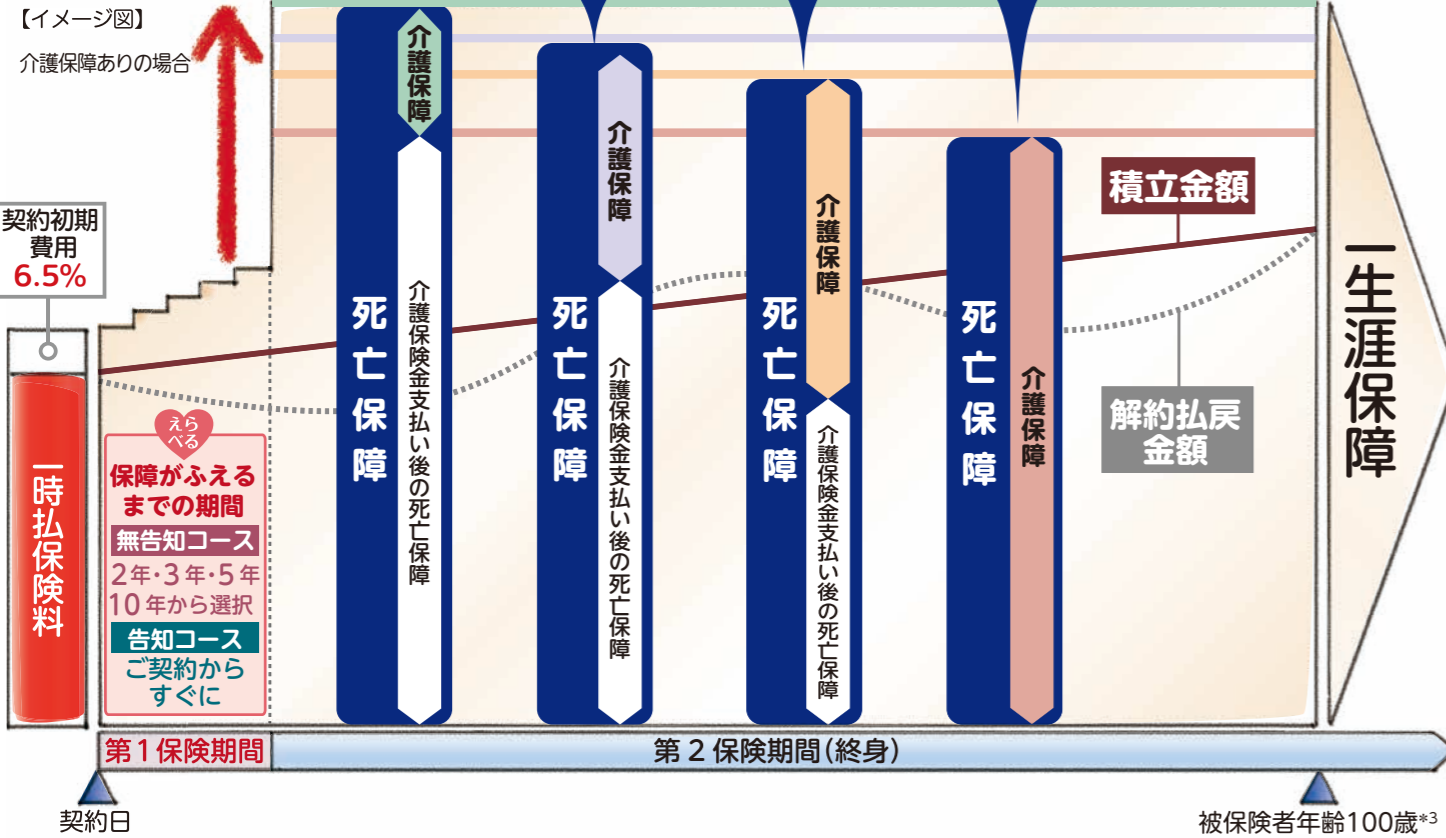 【イメージ図】
介護保障ありの場合
契約初期
費用
6.5%
一時払保険料
えら
べる
保障がふえる
までの期間
無告知コース
2年・3年・5年
10年から選択
告知コース
ご契約から
すぐに
死亡保障
介護保障
介護保険金支払い後の死亡保障
死亡保障
介護保障
介護保険金支払い後の死亡保障
死亡保障
介護保障
介護保険金支払い後の死亡保障
死亡保障
介護保障
積立金額
解約払戻
金額
一生涯保障
第1保険期間
第2保険期間(終身)
契約日
被保険者年齢100歳*3